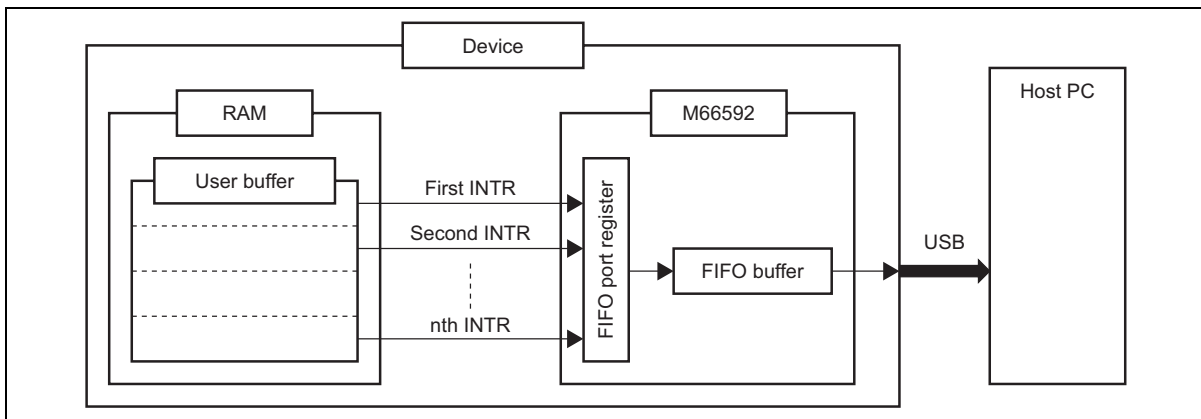 Device
Host PC
RAM
M66592
User buffer
First INTR
Second INTR
nth INTR
FIFO port register
FIFO buffer
USB